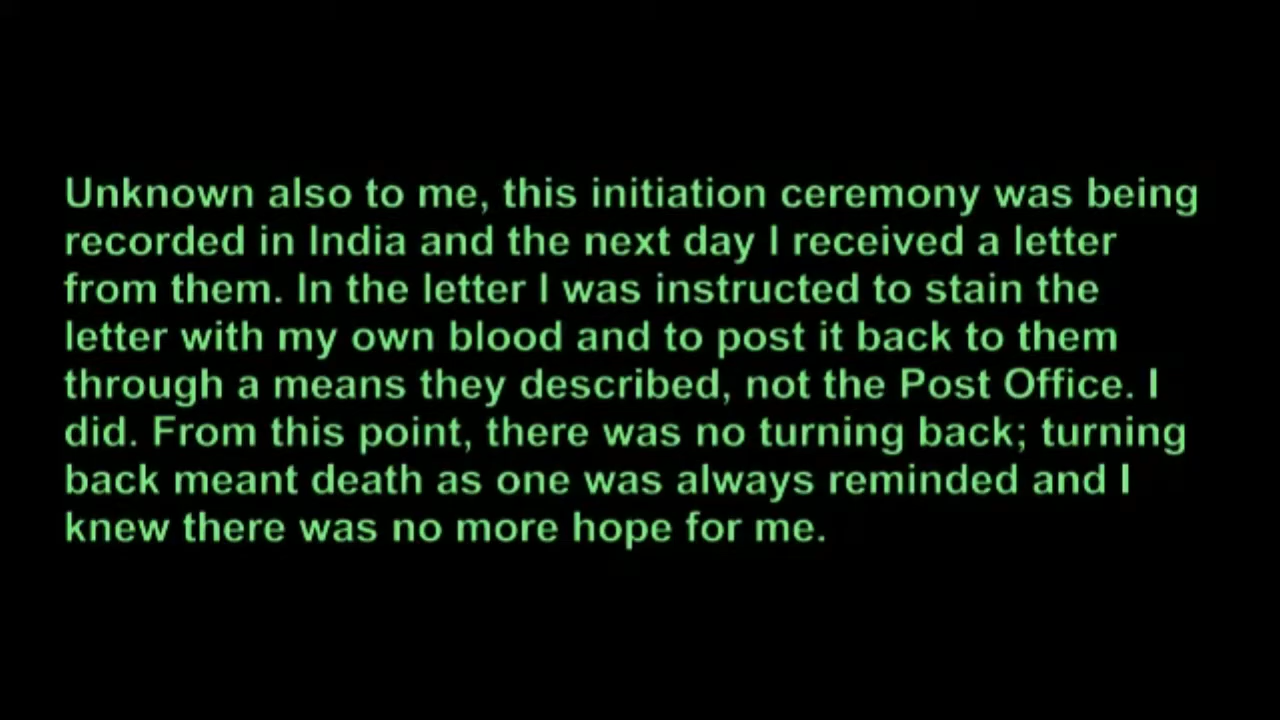 Unknown also to me, this initiation ceremony was being
recorded in India and the next day I received a letter
from them. In the letter I was instructed to stain the
letter with my own blood and to post it back to them
through a means they described, not the Post Office. I
did. From this point, there was no turning back; turning
back meant death as one was always reminded and I
knew there was no more hope for me.